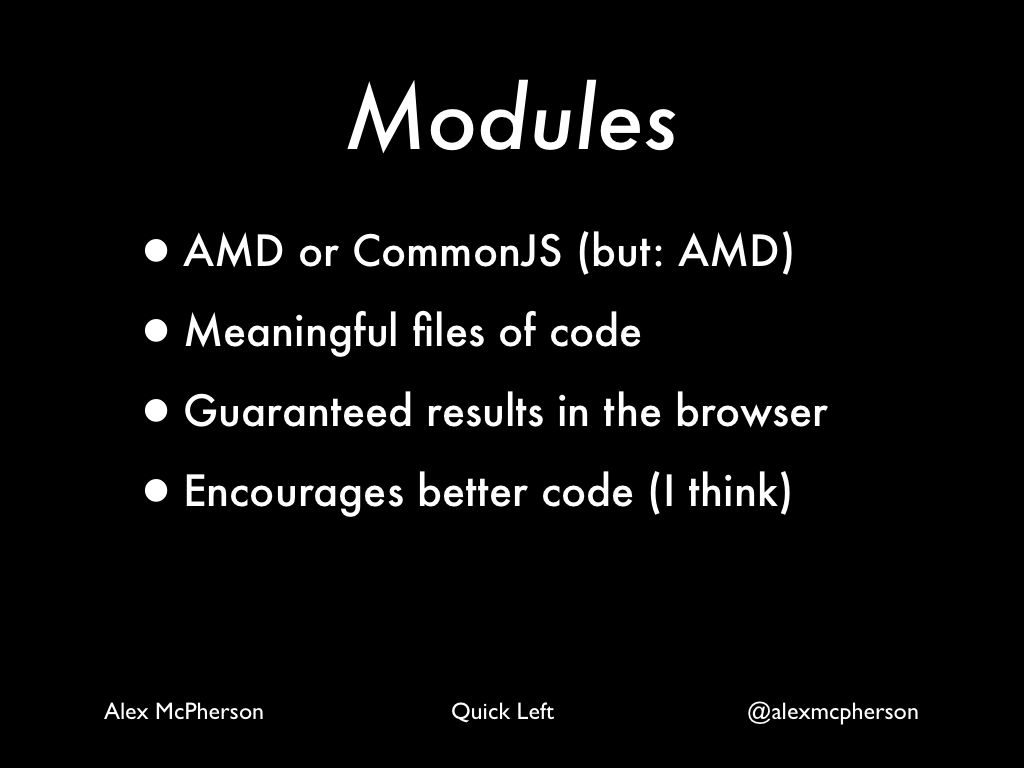 Modules
• AMD or CommonJS (but: AMD)
• Meaningful files of code
• Guaranteed results in the browser
• Encourages better code (I think)
Alex McPherson Quick Left @alexmcpherson